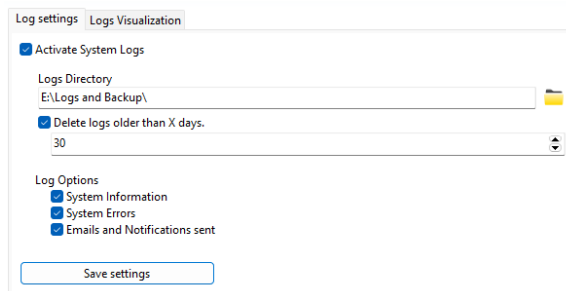 Log settings Logs Visualization
Activate System Logs
Logs Directory
E:\Logs and Backup\
Delete logs older than X days.
30
Log Options
System Information
System Errors
Emails and Notifications sent
Save settings